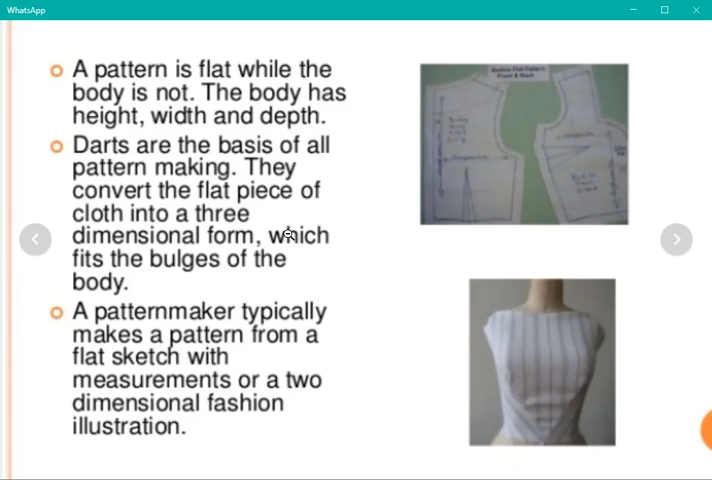 WhatsApp
A pattern is flat while the
body is not. The body has
height, width and depth.
Darts are the basis of all
pattern making. They
convert the flat piece of
cloth into a three
dimensional form, which
fits the bulges of the
body.
A patternmaker typically
makes a pattern from a
flat sketch with
measurements or a two
dimensional fashion
illustration.
Front & Back